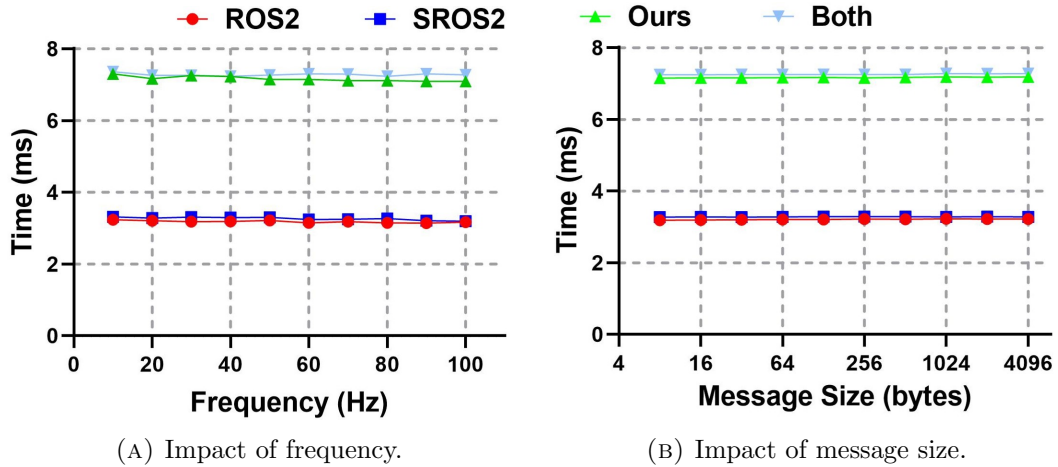 ROS2 SROS2 Ours Both
8
6
4
2
0
Time (ms)
0 20 40 60 80 100
Frequency (Hz)
(A) Impact of frequency.
8
6
4
2
0
Time (ms)
4 16 64 256 1024 4096
Message Size (bytes)
(B) Impact of message size.